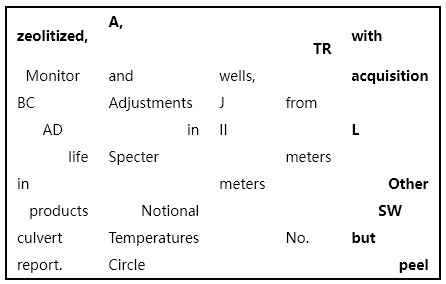 zeolitized, A, TR with
Monitor and wells, acquisition
BC Adjustments J from
AD in II L
life Specter meters
in meters Other
products Notional SW
culvert Temperatures No. but
report. Circle peel